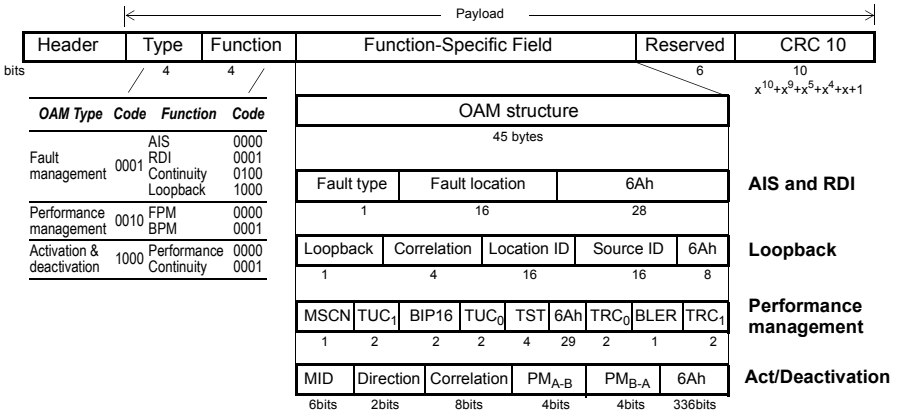 Payload
Header Type Function Function-Specific Field Reserved CRC 10
bits 4 4 6 10
x^10+x^9+x^5+x^4+x+1
OAM Type Code Function Code
Fault management 0001 AIS 0000
RDI 0001
Continuity 0100
Loopback 1000
Performance management 0010 FPM 0000
BPM 0001
Activation & deactivation 1000 Performance 0000
Continuity 0001
OAM structure
45 bytes
Fault type Fault location 6Ah AIS and RDI
1 16 28
Loopback Correlation Location ID Source ID 6Ah Loopback
1 4 16 16 8
MSCN TUC1 BIP16 TUC0 TST 6Ah TRC0 BLER TRC1 Performance management
1 2 2 2 4 29 2 1 2
MID Direction Correlation PMA-B PMB-A 6Ah Act/Deactivation
6bits 2bits 8bits 4bits 4bits 336bits